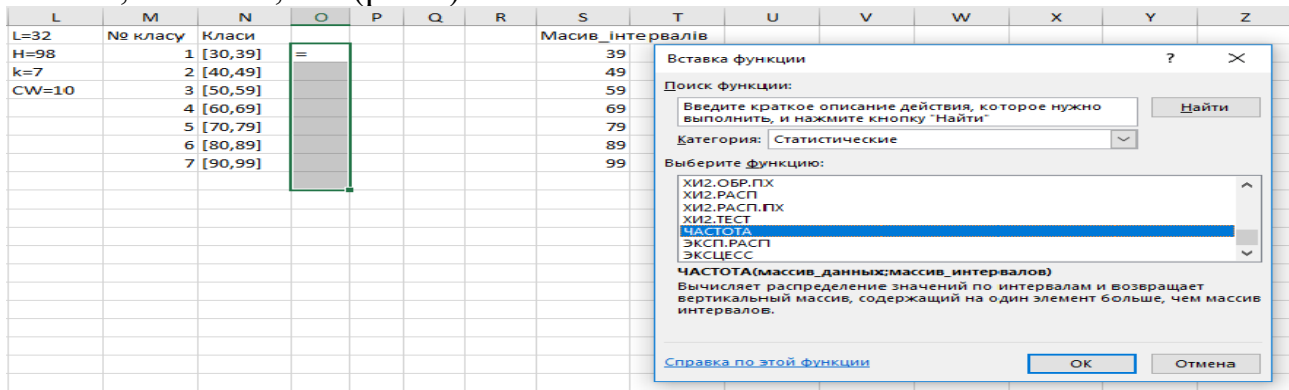 L M N O P Q R S T U V W X Y Z
L=32 № класу Класи Масив_інтервалів
H=98 1 [30,39] = 39
k=7 2 [40,49] 49
CW=10 3 [50,59] 59
4 [60,69] 69
5 [70,79] 79
6 [80,89] 89
7 [90,99] 99
Вставка функции ? ×
Поиск функции:
Введите краткое описание действия, которое нужно
выполнить, и нажмите кнопку "Найти"
Найти
Категория: Статистические
Выберите функцию:
ХИ2.ОБР.ПХ
ХИ2.РАСП
ХИ2.РАСП.ПХ
ХИ2.ТЕСТ
ЧАСТОТА
ЭКСП.РАСП
ЭКСЦЕСС
ЧАСТОТА(массив_данных;массив_интервалов)
Вычисляет распределение значений по интервалам и возвращает
вертикальный массив, содержащий на один элемент больше, чем массив
интервалов.
Справка по этой функции ОК Отмена